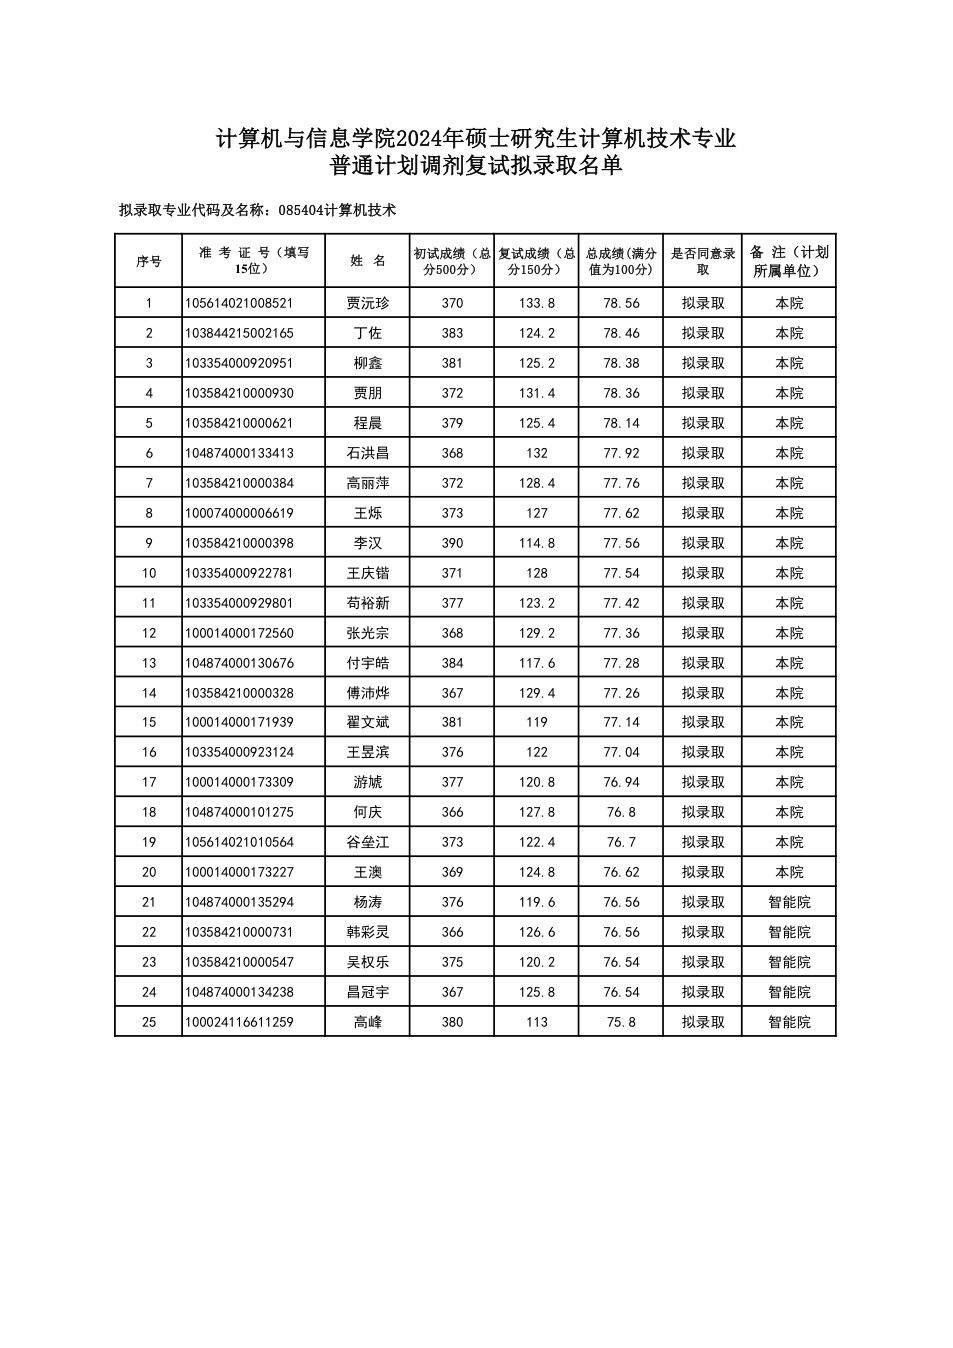 计算机与信息学院2024年硕士研究生计算机技术专业
普通计划调剂复试拟录取名单
拟录取专业代码及名称：085404计算机技术
序号 准 考 证 号（填写15位） 姓 名 初试成绩（总分500分） 复试成绩（总分150分） 总成绩(满分值为100分) 是否同意录取 备 注（计划所属单位）
1 105614021008521 贾沅珍 370 133.8 78.56 拟录取 本院
2 103844215002165 丁佐 383 124.2 78.46 拟录取 本院
3 103354000920951 柳鑫 381 125.2 78.38 拟录取 本院
4 103584210000930 贾朋 372 131.4 78.36 拟录取 本院
5 103584210000621 程晨 379 125.4 78.14 拟录取 本院
6 104874000133413 石洪昌 368 132 77.92 拟录取 本院
7 103584210000384 高丽萍 372 128.4 77.76 拟录取 本院
8 100074000006619 王烁 373 127 77.62 拟录取 本院
9 103584210000398 李汉 390 114.8 77.56 拟录取 本院
10 103354000922781 王庆锴 371 128 77.54 拟录取 本院
11 103354000929801 苟裕新 377 123.2 77.42 拟录取 本院
12 100014000172560 张光宗 368 129.2 77.36 拟录取 本院
13 104874000130676 付宇皓 384 117.6 77.28 拟录取 本院
14 103584210000328 傅沛烨 367 129.4 77.26 拟录取 本院
15 100014000171939 翟文斌 381 119 77.14 拟录取 本院
16 103354000923124 王昱滨 376 122 77.04 拟录取 本院
17 100014000173309 游虓 377 120.8 76.94 拟录取 本院
18 104874000101275 何庆 366 127.8 76.8 拟录取 本院
19 105614021010564 谷垒江 373 122.4 76.7 拟录取 本院
20 100014000173227 王澳 369 124.8 76.62 拟录取 本院
21 104874000135294 杨涛 376 119.6 76.56 拟录取 智能院
22 103584210000731 韩彩灵 366 126.6 76.56 拟录取 智能院
23 103584210000547 吴权乐 375 120.2 76.54 拟录取 智能院
24 104874000134238 昌冠宇 367 125.8 76.54 拟录取 智能院
25 100024116611259 高峰 380 113 75.8 拟录取 智能院